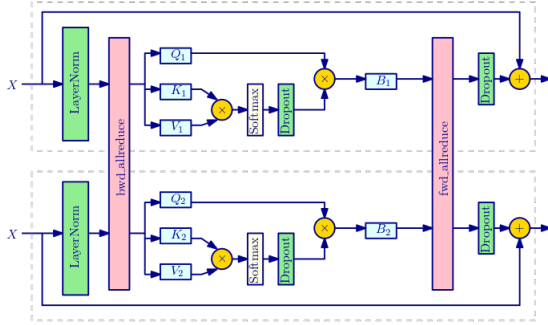 X
LayerNorm
bwd_allreduce
Q₁
K₁
V₁
×
Softmax
Dropout
×
B₁
fwd_allreduce
Dropout
+
X
LayerNorm
Q₂
K₂
V₂
×
Softmax
Dropout
×
B₂
Dropout
+